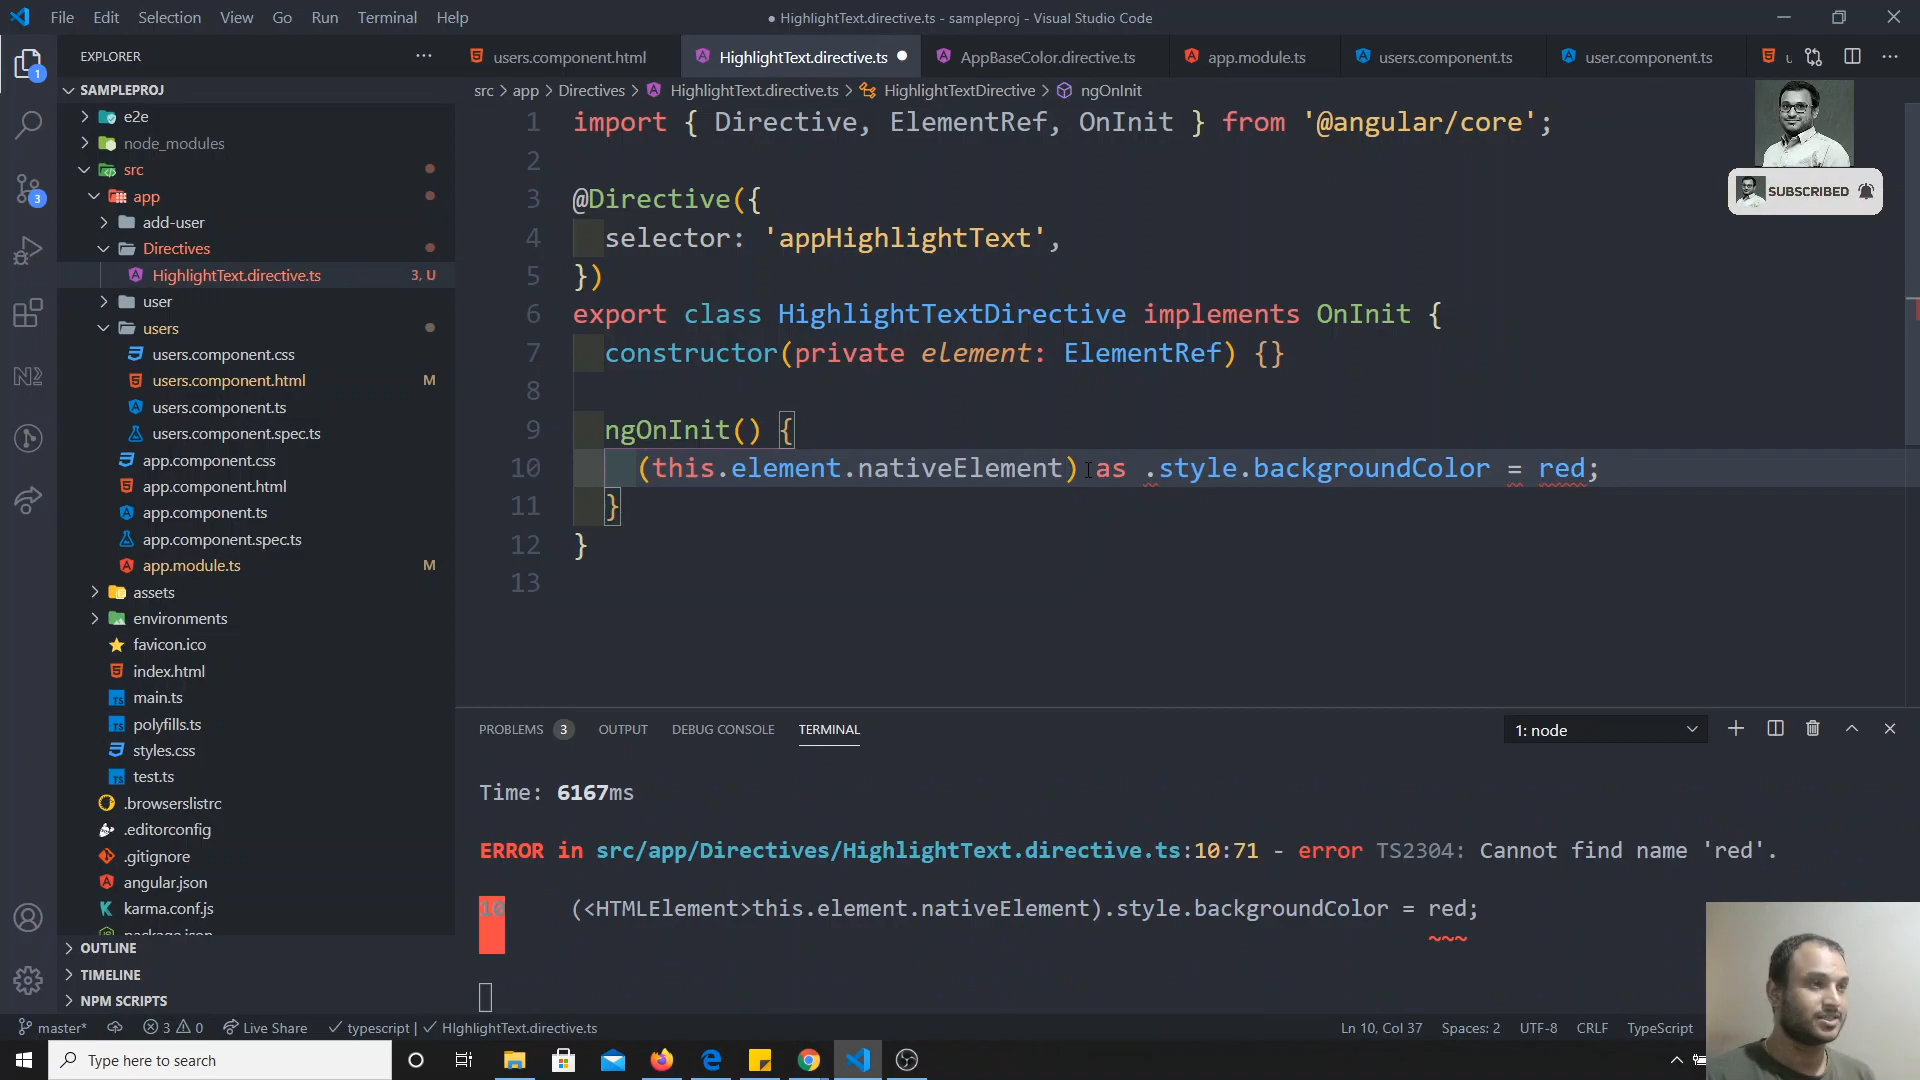 File Edit Selection View Go Run Terminal Help
● HighlightText.directive.ts - sampleproj - Visual Studio Code
EXPLORER
users.component.html
HighlightText.directive.ts
AppBaseColor.directive.ts
app.module.ts
users.component.ts
user.component.ts
u
src > app > Directives > HighlightText.directive.ts > HighlightTextDirective > ngOnInit
SAMPLEPROJ
e2e
node_modules
src
app
add-user
Directives
HighlightText.directive.ts 3, U
user
users
users.component.css
users.component.html M
users.component.ts
users.component.spec.ts
app.component.css
app.component.html
app.component.ts
app.component.spec.ts
app.module.ts M
assets
environments
favicon.ico
index.html
main.ts
polyfills.ts
styles.css
test.ts
.browserslistrc
.editorconfig
.gitignore
angular.json
karma.conf.js
package.json
OUTLINE
TIMELINE
NPM SCRIPTS
1 import { Directive, ElementRef, OnInit } from '@angular/core';
2
3 @Directive({
4 selector: 'appHighlightText',
5 })
6 export class HighlightTextDirective implements OnInit {
7 constructor(private element: ElementRef) {}
8
9 ngOnInit() {
10 (this.element.nativeElement) as .style.backgroundColor = red;
11 }
12 }
13
SUBSCRIBED
PROBLEMS 3 OUTPUT DEBUG CONSOLE TERMINAL
1: node
Time: 6167ms
ERROR in src/app/Directives/HighlightText.directive.ts:10:71 - error TS2304: Cannot find name 'red'.
10 (<HTMLElement>this.element.nativeElement).style.backgroundColor = red;
~~~
master* 3 0 Live Share typescript | HIghlightText.directive.ts
Ln 10, Col 37 Spaces: 2 UTF-8 CRLF TypeScript
Type here to search
1
3